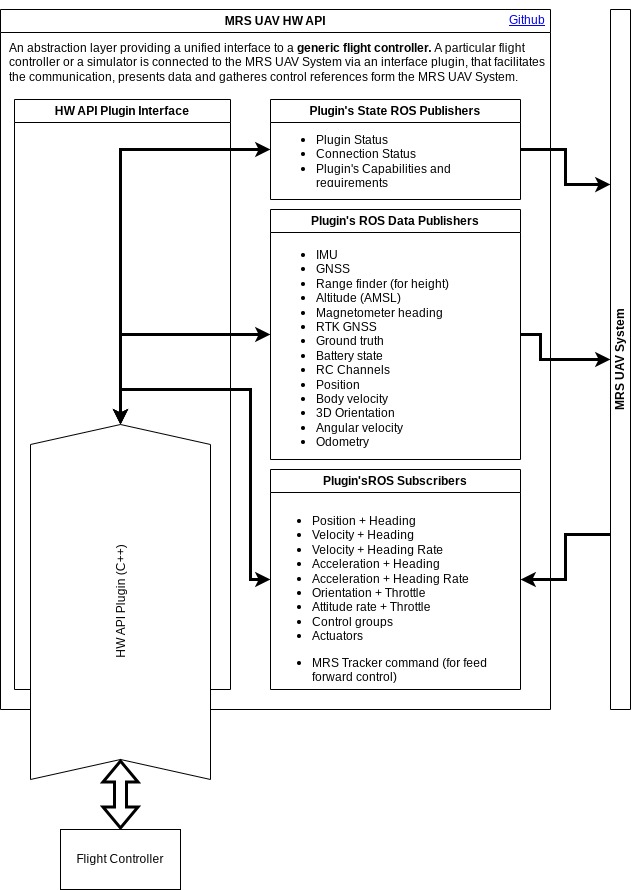 MRS UAV HW API
Github
An abstraction layer providing a unified interface to a generic flight controller. A particular flight
controller or a simulator is connected to the MRS UAV System via an interface plugin, that facilitates
the communication, presents data and gatheres control references form the MRS UAV System.
HW API Plugin Interface
Plugin's State ROS Publishers
• Plugin Status
• Connection Status
• Plugin's Capabilities and
requirements
Plugin's ROS Data Publishers
• IMU
• GNSS
• Range finder (for height)
• Altitude (AMSL)
• Magnetometer heading
• RTK GNSS
• Ground truth
• Battery state
• RC Channels
• Position
• Body velocity
• 3D Orientation
• Angular velocity
• Odometry
Plugin'sROS Subscribers
• Position + Heading
• Velocity + Heading
• Velocity + Heading Rate
• Acceleration + Heading
• Acceleration + Heading Rate
• Orientation + Throttle
• Attitude rate + Throttle
• Control groups
• Actuators
• MRS Tracker command (for feed
forward control)
MRS UAV System
HW API Plugin (C++)
Flight Controller